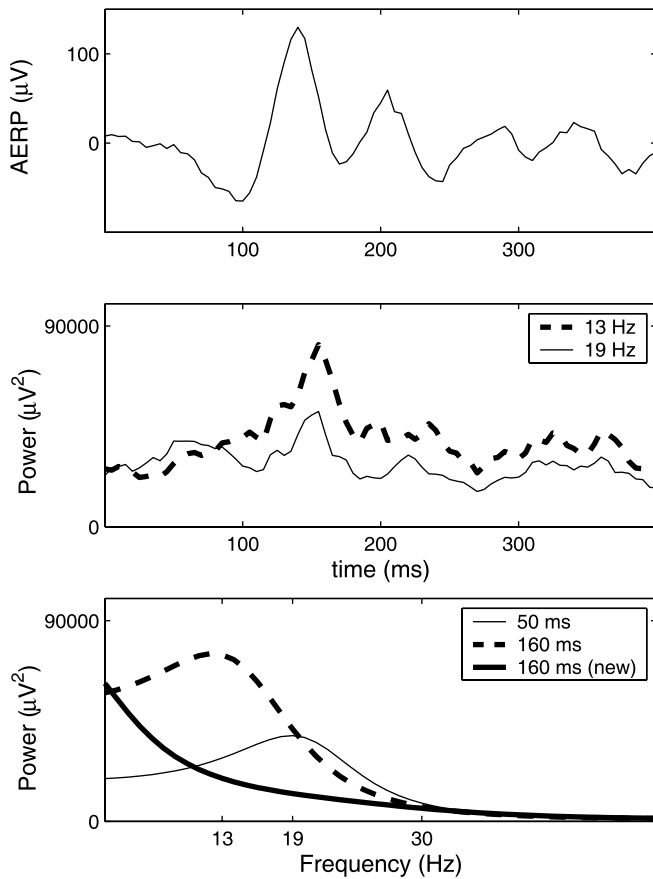 100
0
AERP (μV)
100 200 300
90000
0
Power (μV²)
13 Hz
19 Hz
100 200 300
time (ms)
90000
0
Power (μV²)
50 ms
160 ms
160 ms (new)
13 19 30
Frequency (Hz)